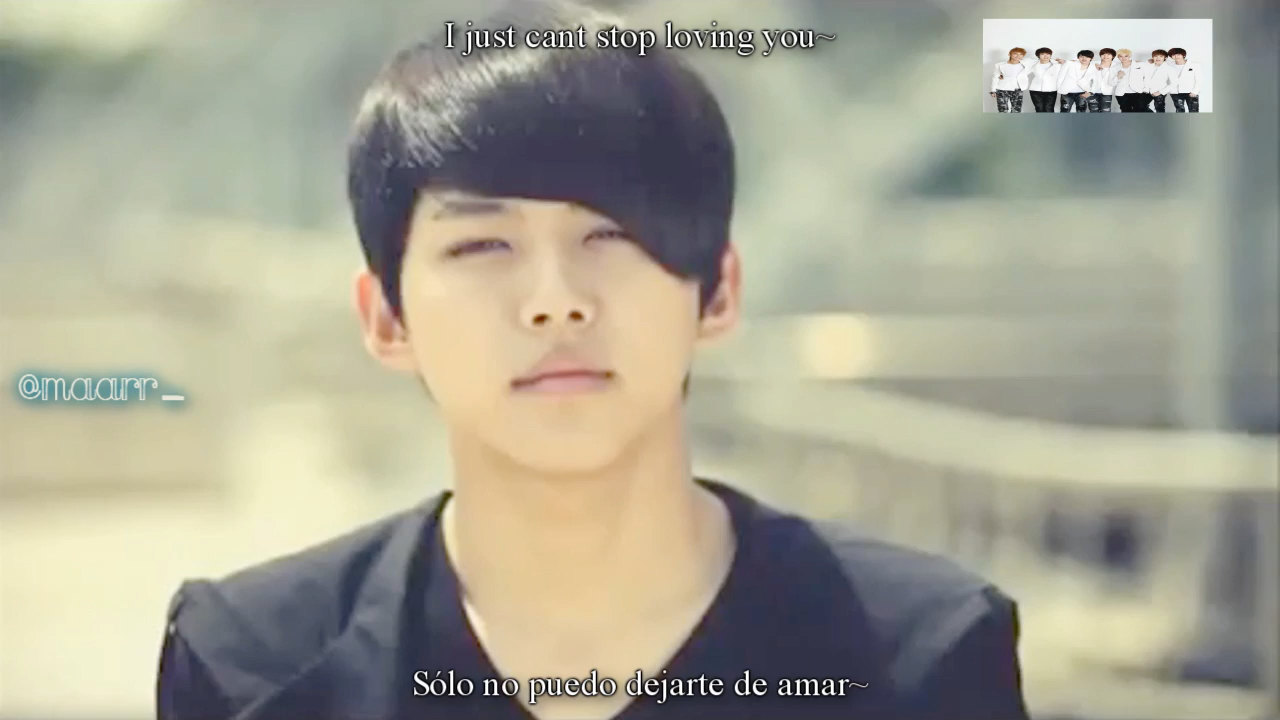 I just cant stop loving you~
@maarr_
Sólo no puedo dejarte de amar~